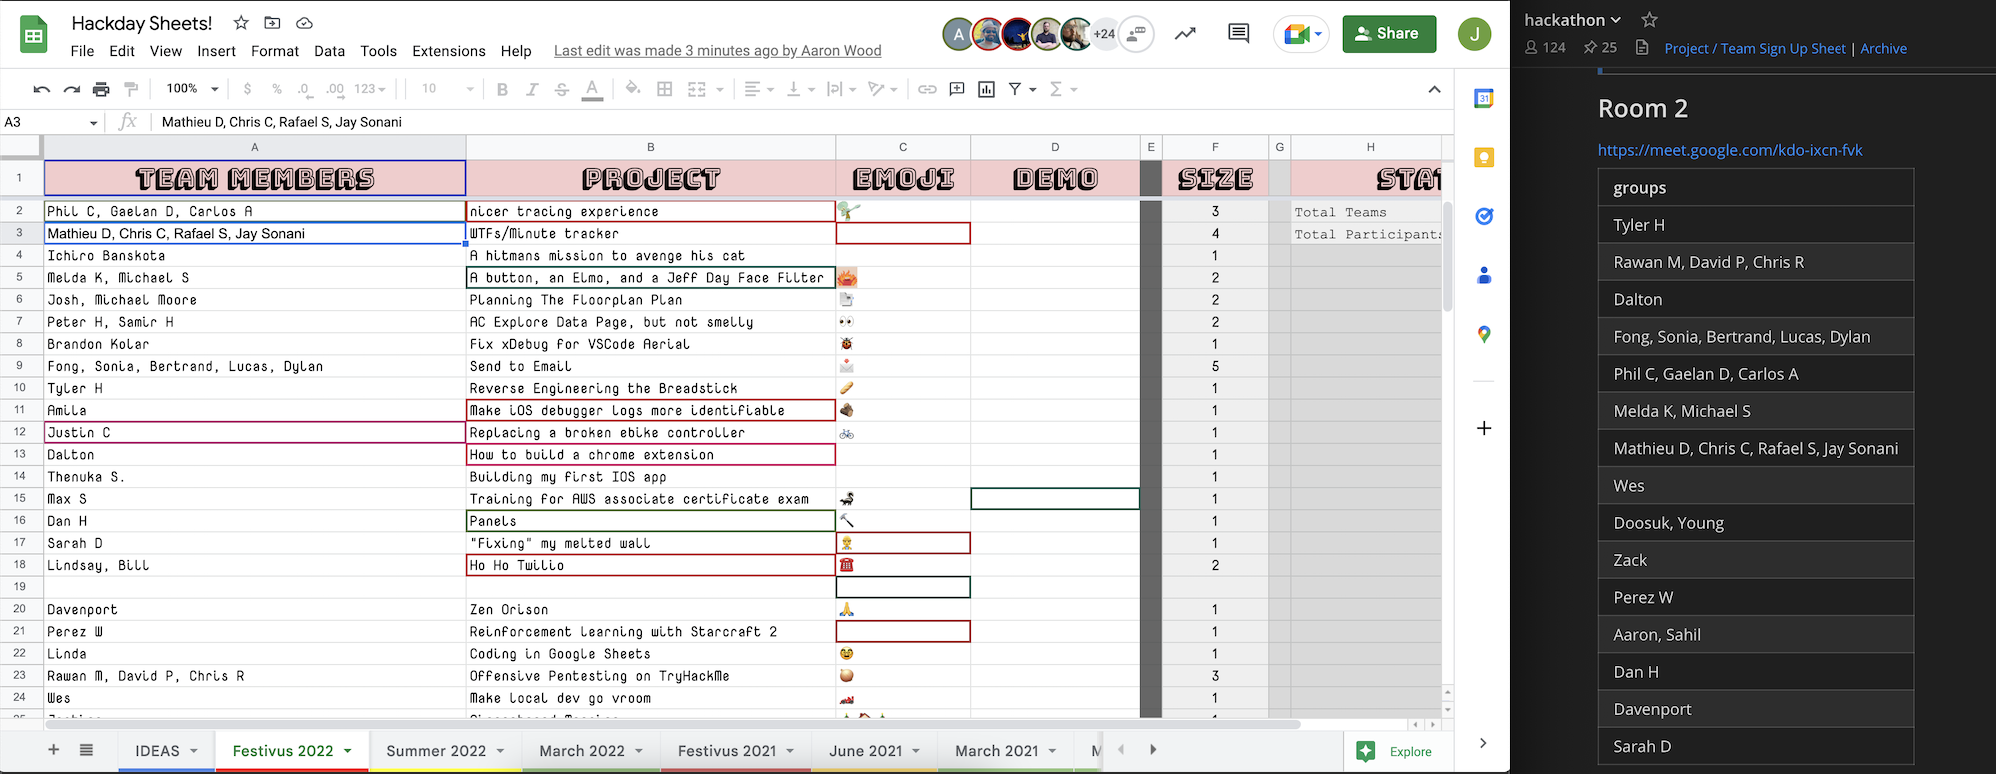 Hackday Sheets!
File Edit View Insert Format Data Tools Extensions Help Last edit was made 3 minutes ago by Aaron Wood
A +24 Share J
100% $ % .0 .00 123 10 B I S A
A3 fx Mathieu D, Chris C, Rafael S, Jay Sonani
A B C D E F G H
1 TEAM MEMBERS PROJECT EMOJI DEMO SIZE STAT
2 Phil C, Gaelan D, Carlos A nicer tracing experience 3 Total Teams
3 Mathieu D, Chris C, Rafael S, Jay Sonani WTFs/Minute tracker 4 Total Participants
4 Ichiro Banskota A hitmans mission to avenge his cat 1
5 Melda K, Michael S A button, an Elmo, and a Jeff Day Face Filter 2
6 Josh, Michael Moore Planning The Floorplan Plan 2
7 Peter H, Samir H AC Explore Data Page, but not smelly 2
8 Brandon Kolar Fix xDebug for VSCode Aerial 1
9 Fong, Sonia, Bertrand, Lucas, Dylan Send to Email 5
10 Tyler H Reverse Engineering the Breadstick 1
11 Amila Make iOS debugger logs more identifiable 1
12 Justin C Replacing a broken ebike controller 1
13 Dalton How to build a chrome extension 1
14 Thenuka S. Building my first IOS app 1
15 Max S Training for AWS associate certificate exam 1
16 Dan H Panels 1
17 Sarah D "Fixing" my melted wall 1
18 Lindsay, Bill Ho Ho Twilio 2
19
20 Davenport Zen Orison 1
21 Perez W Reinforcement learning with Starcraft 2 1
22 Linda Coding in Google Sheets 1
23 Rawan M, David P, Chris R Offensive Pentesting on TryHackMe 3
24 Wes Make local dev go vroom 1
IDEAS Festivus 2022 Summer 2022 March 2022 Festivus 2021 June 2021 March 2021 M Explore
31
hackathon
124 25 Project / Team Sign Up Sheet | Archive
Room 2
https://meet.google.com/kdo-ixcn-fvk
groups
Tyler H
Rawan M, David P, Chris R
Dalton
Fong, Sonia, Bertrand, Lucas, Dylan
Phil C, Gaelan D, Carlos A
Melda K, Michael S
Mathieu D, Chris C, Rafael S, Jay Sonani
Wes
Doosuk, Young
Zack
Perez W
Aaron, Sahil
Dan H
Davenport
Sarah D